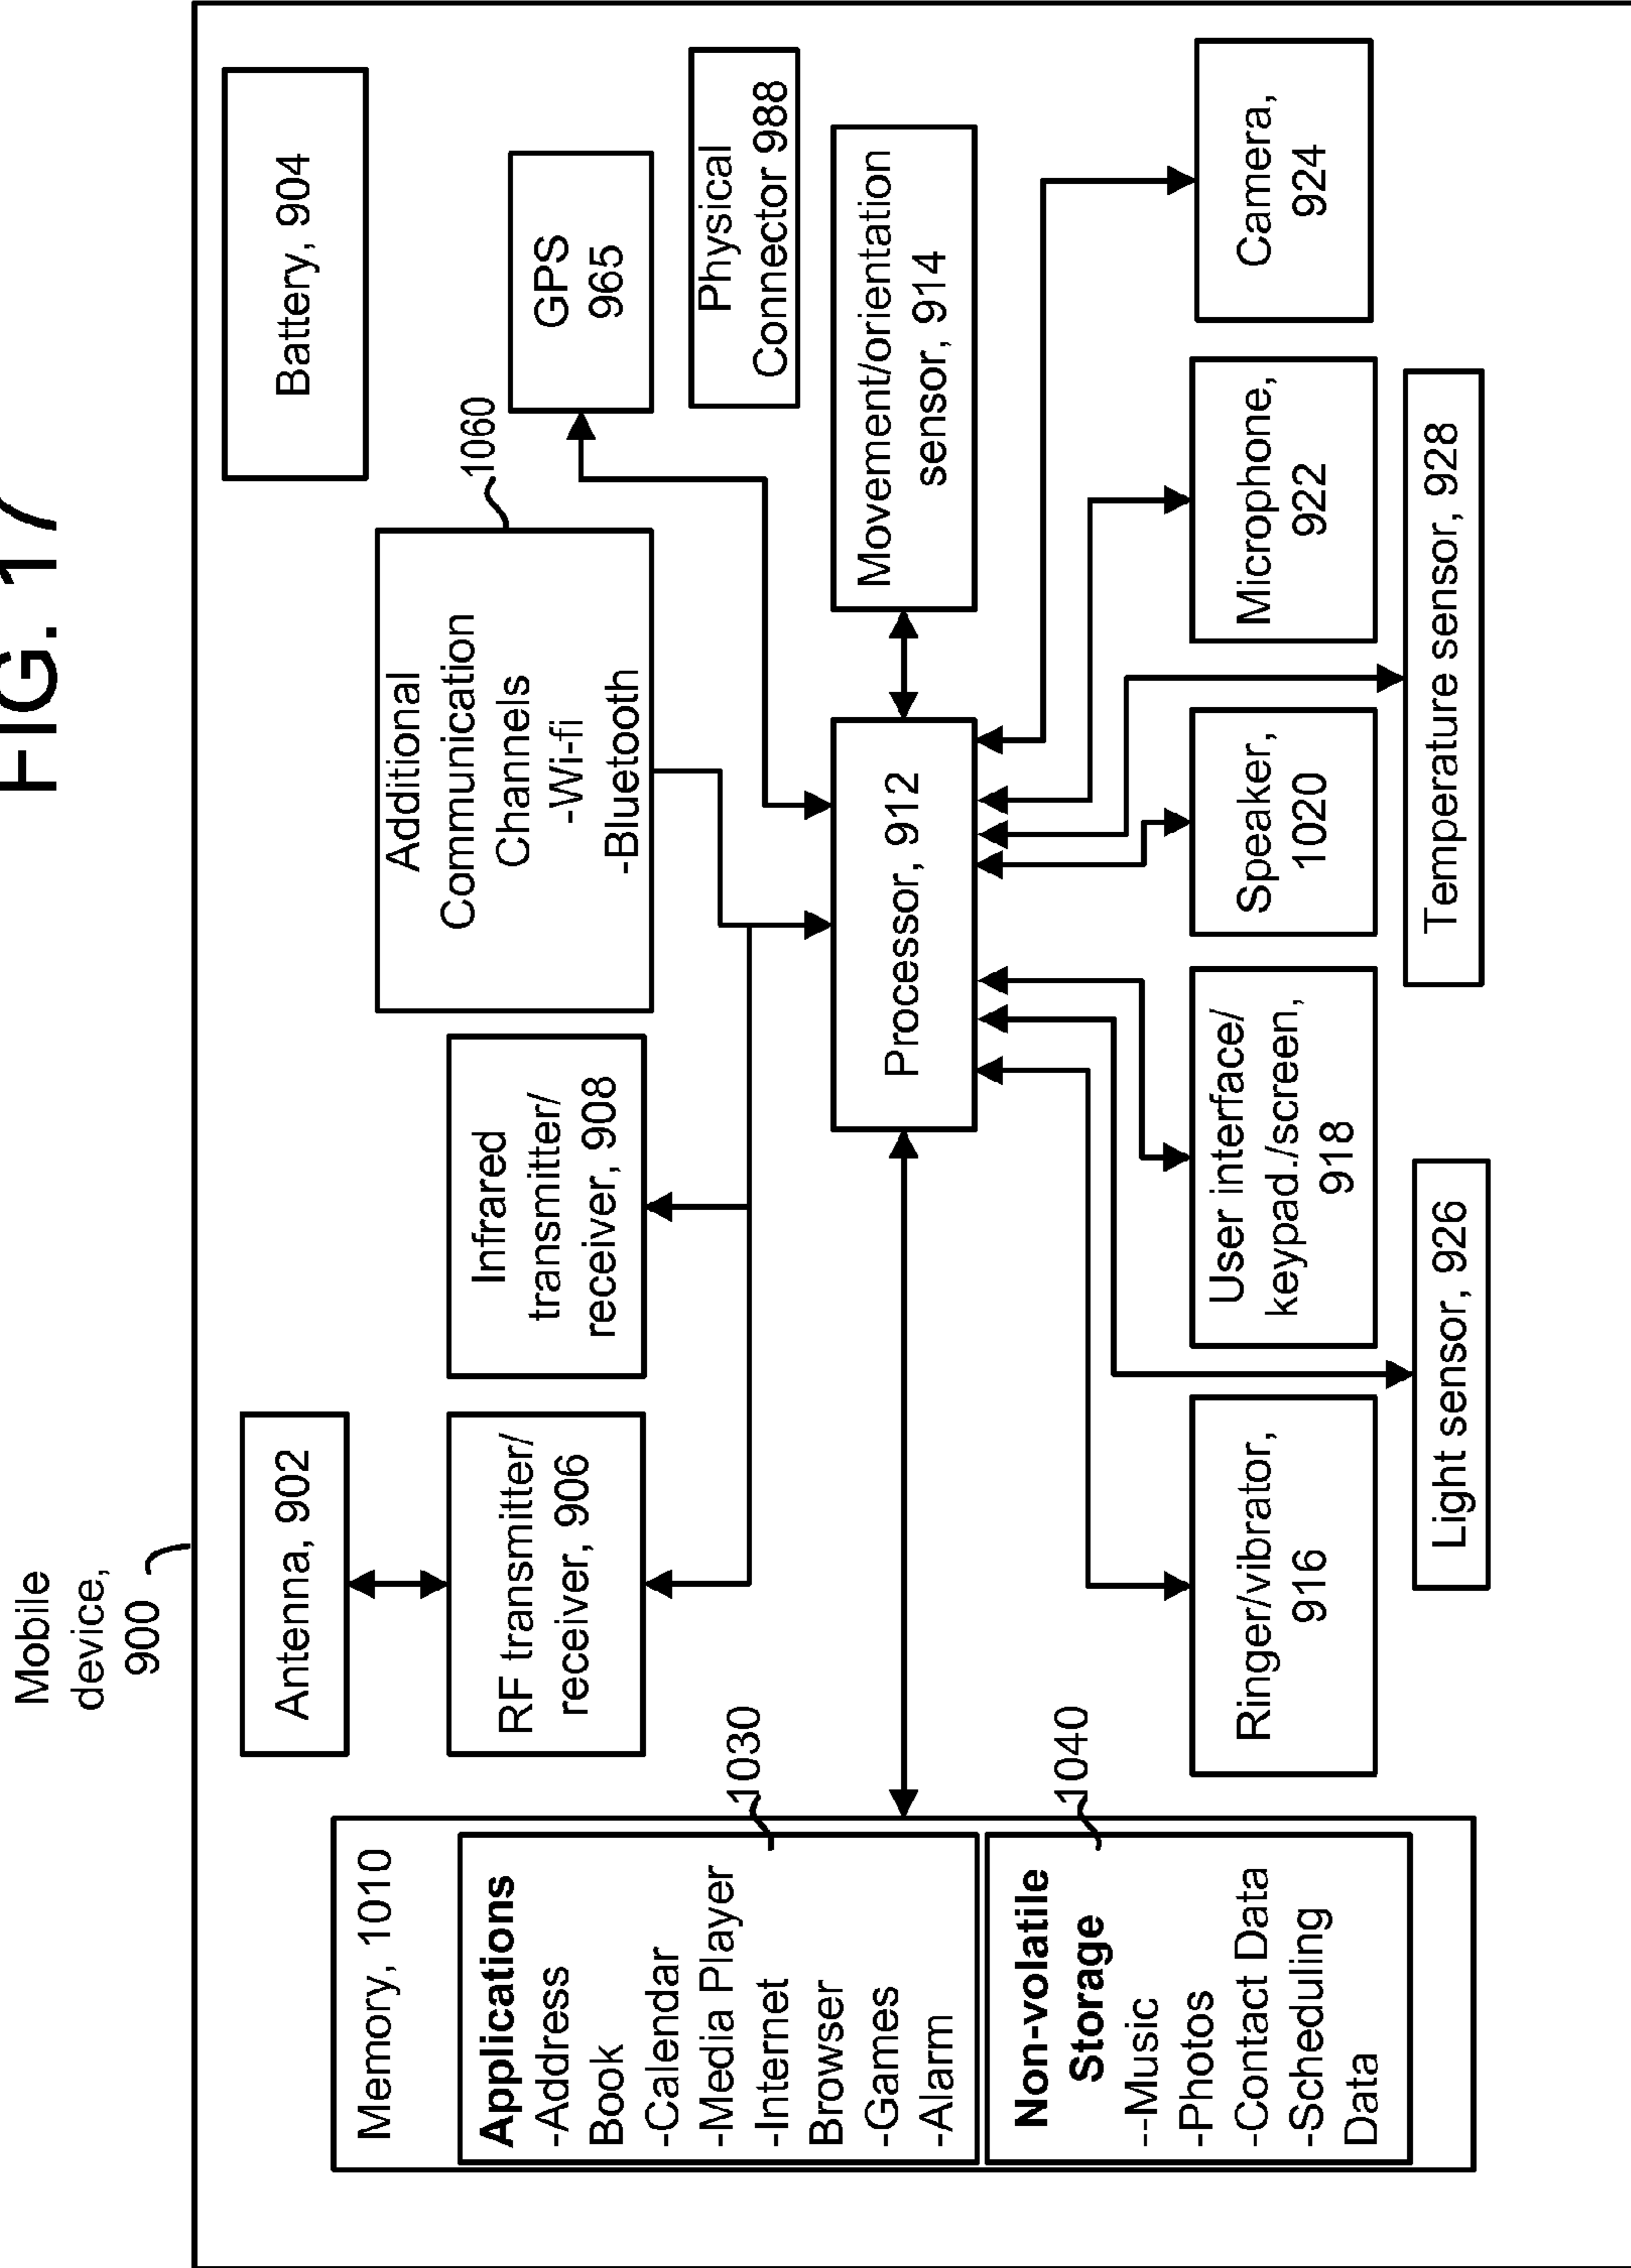 FIG. 17
Mobile
device,
900
Memory, 1010
Applications
-Address
Book
-Calendar
-Media Player
-Internet
Browser
-Games
-Alarm
1030
Non-volatile
Storage
--Music
-Photos
-Contact Data
-Scheduling
Data
1040
Antenna, 902
RF transmitter/
receiver, 906
Infrared
transmitter/
receiver, 908
Additional
Communication
Channels
-Wi-fi
-Bluetooth
1060
Battery, 904
GPS
965
Physical
Connector 988
Processor, 912
Movement/orientation
sensor, 914
Ringer/vibrator,
916
User interface/
keypad./screen,
918
Speaker,
1020
Microphone,
922
Camera,
924
Light sensor, 926
Temperature sensor, 928